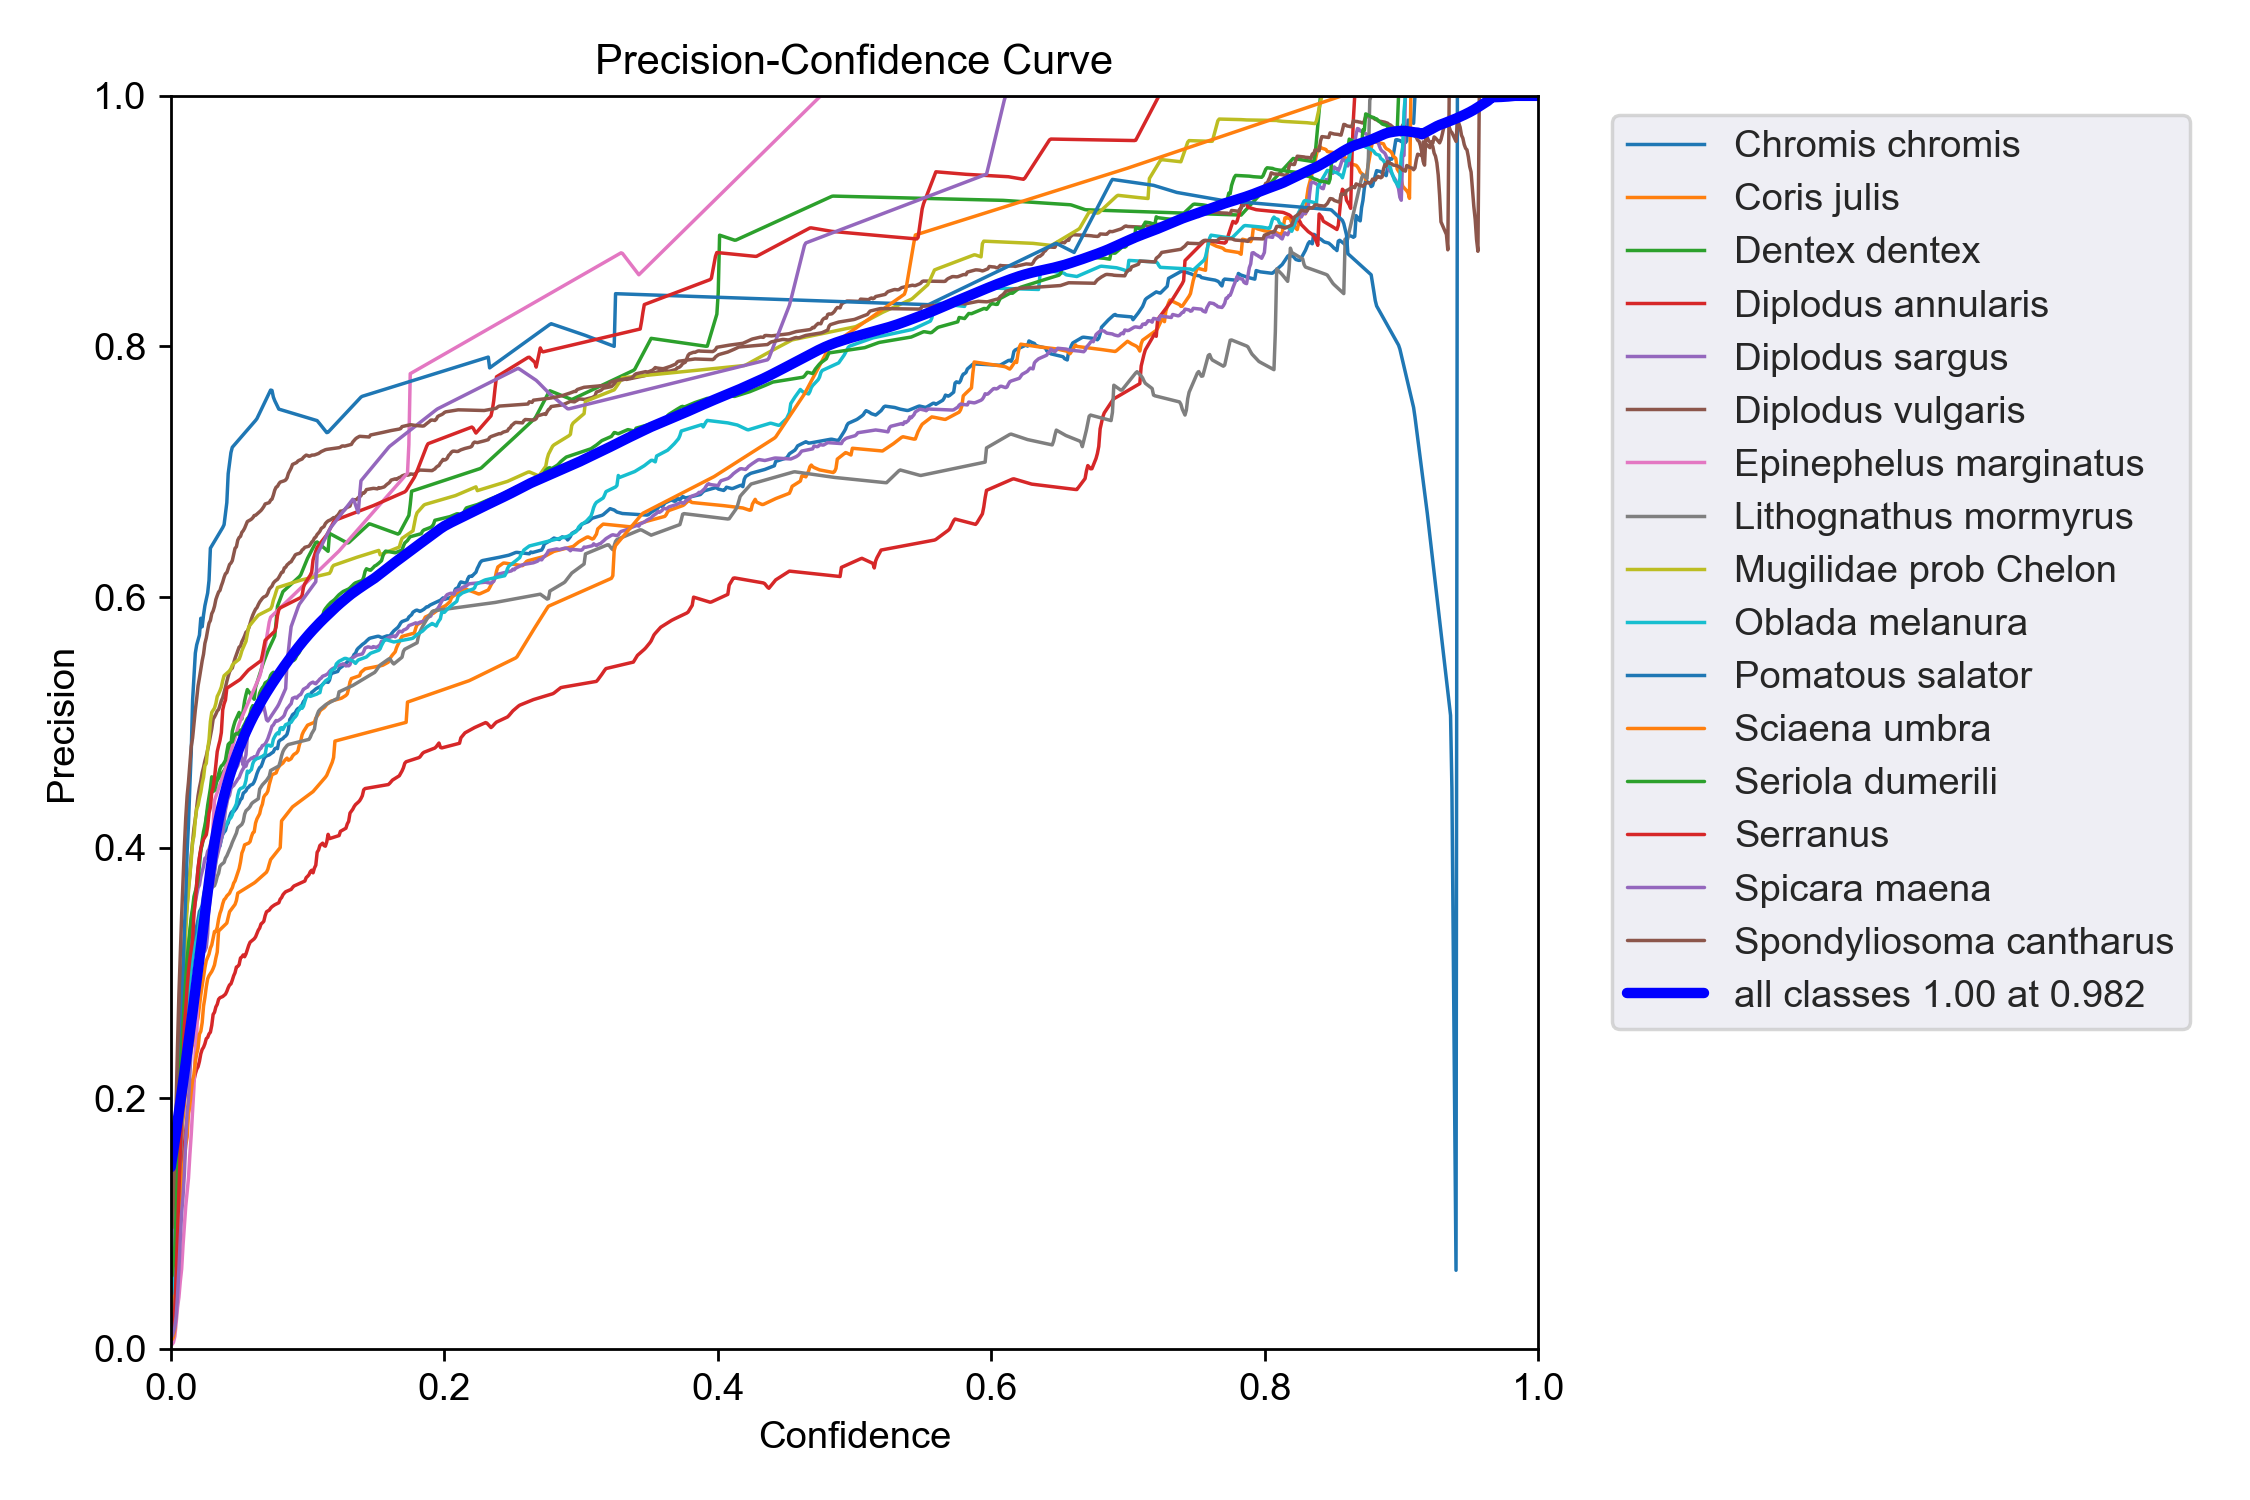 Precision-Confidence Curve
1.0
0.8
0.6
0.4
0.2
0.0
Precision
0.0 0.2 0.4 0.6 0.8 1.0
Confidence
Chromis chromis
Coris julis
Dentex dentex
Diplodus annularis
Diplodus sargus
Diplodus vulgaris
Epinephelus marginatus
Lithognathus mormyrus
Mugilidae prob Chelon
Oblada melanura
Pomatous salator
Sciaena umbra
Seriola dumerili
Serranus
Spicara maena
Spondyliosoma cantharus
all classes 1.00 at 0.982